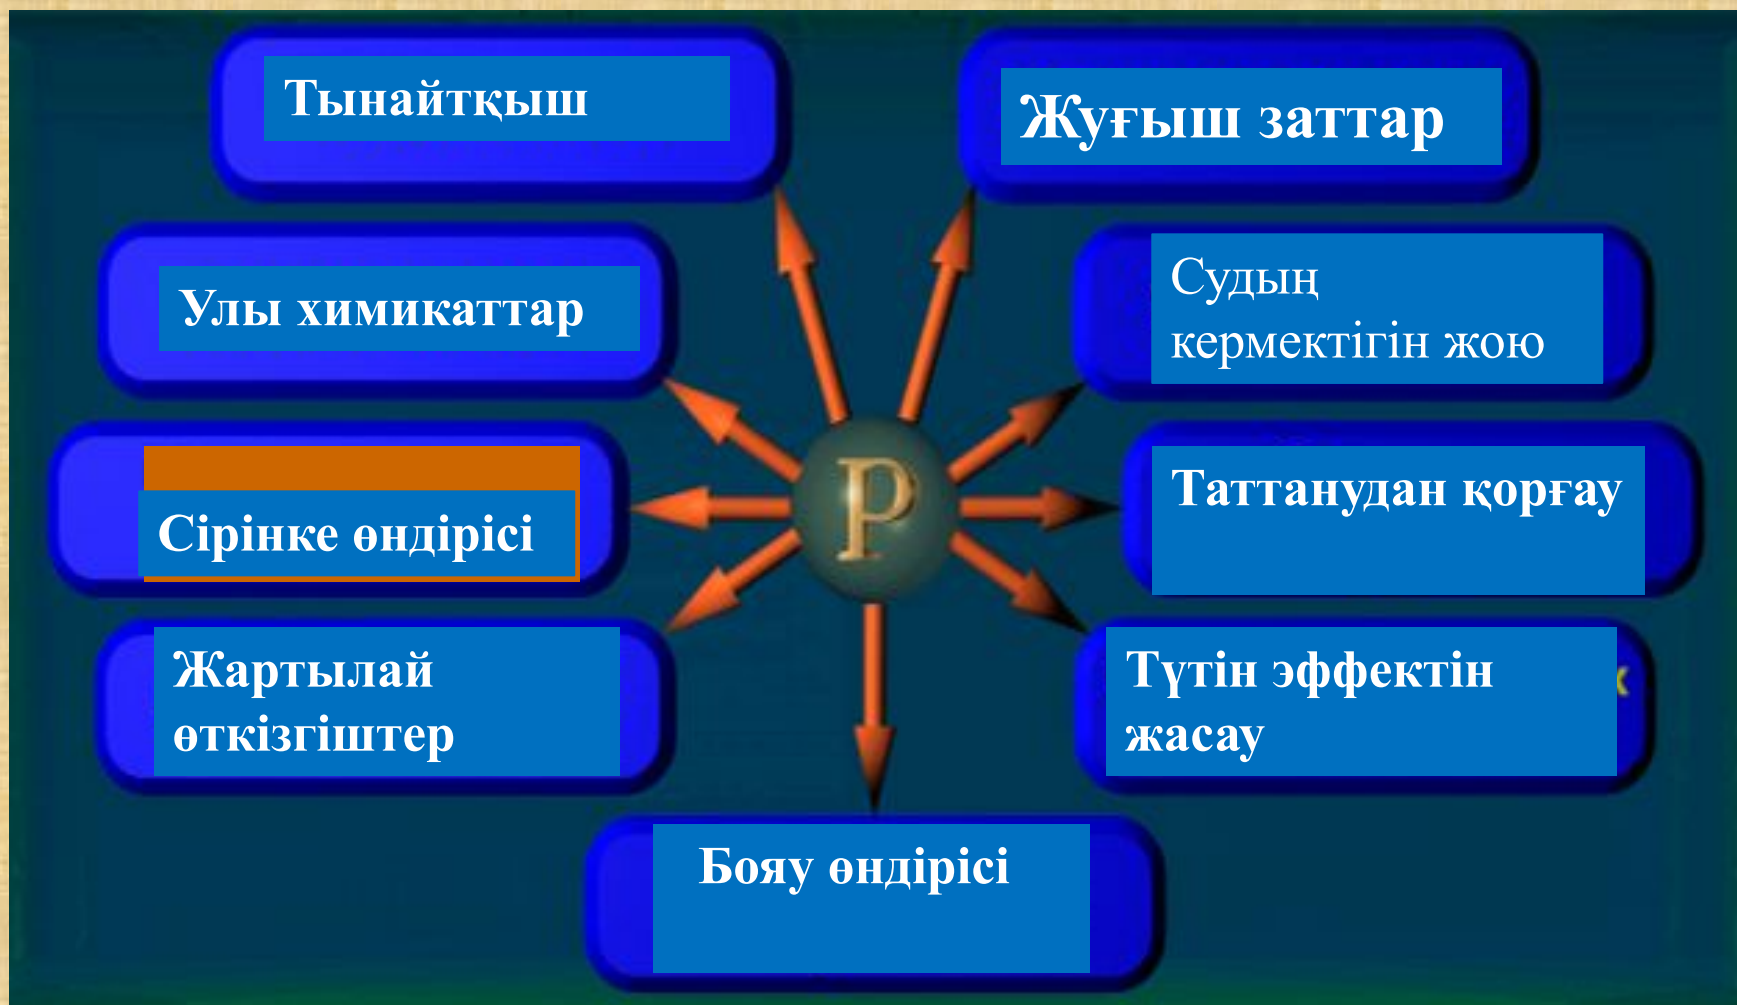 Тынайтқыш
Жуғыш заттар
Улы химикаттар
Судың
кермектігін жою
Сірінке өндірісі
P
Таттанудан қорғау
Жартылай
өткізгіштер
Түтін эффектін
жасау
Бояу өндірісі